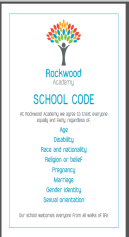 Rockwood
Academy
SCHOOL CODE
At Rockwood Academy we agree to treat everyone
equally and fairly regardless of:
Age
Disability
Race and nationality
Religion or belief
Pregnancy
Marriage
Gender identity
Sexual orientation
Our school welcomes everyone from all walks of life